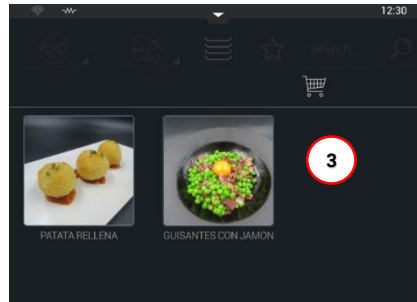 12:30
Search
3
PATATA RELLENA
GUISANTES CON JAMON